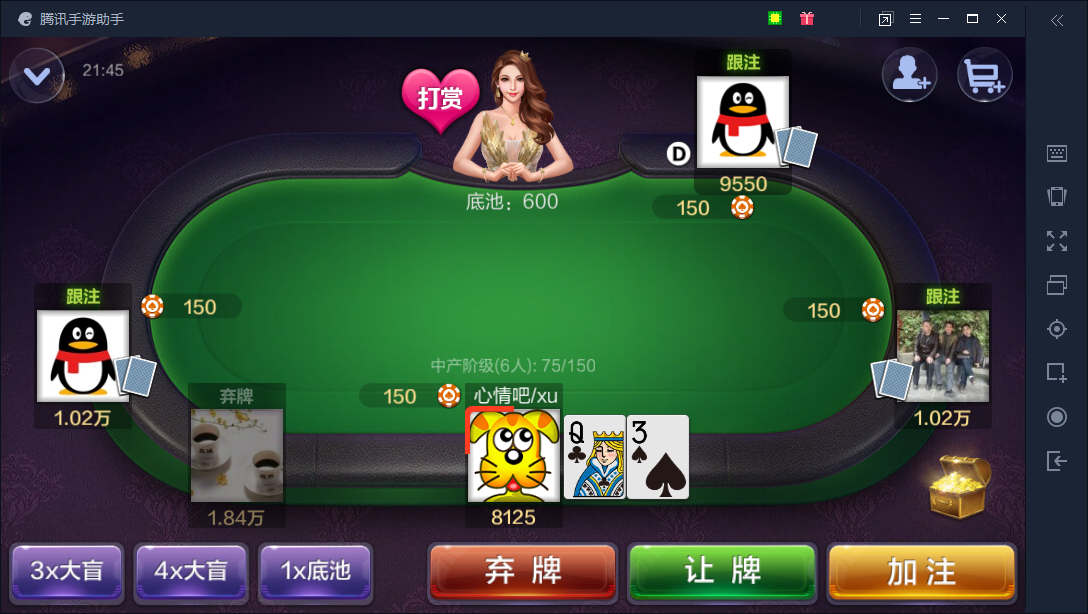 腾讯手游助手
21:45
打赏
跟注
D
9550
底池：600
150
跟注
150
1.02万
跟注
150
1.02万
中产阶级(6人): 75/150
弃牌
1.84万
150
心情吧/xu
Q
3
8125
3x大盲
4x大盲
1x底池
弃牌
让牌
加注